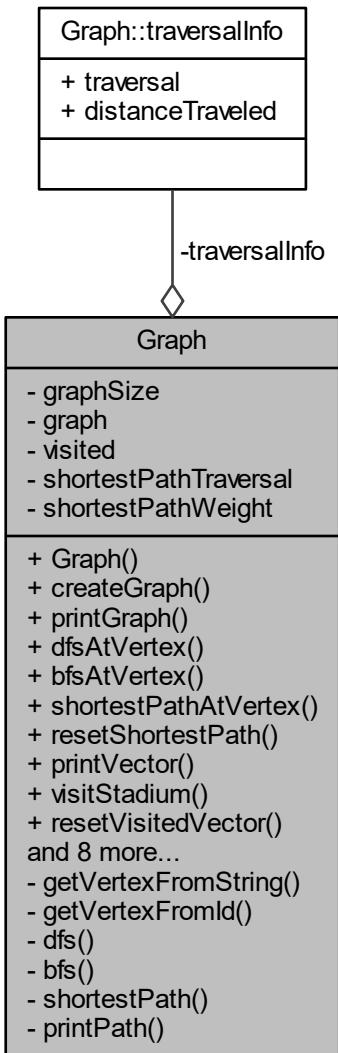 Graph::traversalInfo
+ traversal
+ distanceTraveled
-traversalInfo
Graph
- graphSize
- graph
- visited
- shortestPathTraversal
- shortestPathWeight
+ Graph()
+ createGraph()
+ printGraph()
+ dfsAtVertex()
+ bfsAtVertex()
+ shortestPathAtVertex()
+ resetShortestPath()
+ printVector()
+ visitStadium()
+ resetVisitedVector()
and 8 more...
- getVertexFromString()
- getVertexFromId()
- dfs()
- bfs()
- shortestPath()
- printPath()